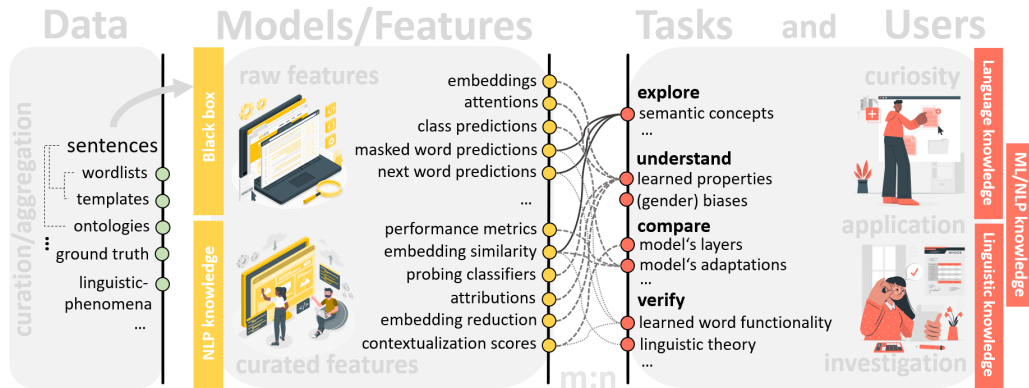 Data
Models/Features
Tasks and Users
curation/aggregation
sentences
wordlists
templates
ontologies
...
ground truth
linguistic-
phenomena
...
Black box
NLP knowledge
raw features
curated features
embeddings
attentions
class predictions
masked word predictions
next word predictions
...
performance metrics
embedding similarity
probing classifiers
attributions
embedding reduction
contextualization scores
m:n
explore
semantic concepts
...
understand
learned properties
(gender) biases
compare
model's layers
model's adaptations
...
verify
learned word functionality
linguistic theory
...
curiosity
application
investigation
Language knowledge
Linguistic knowledge
ML/NLP knowledge